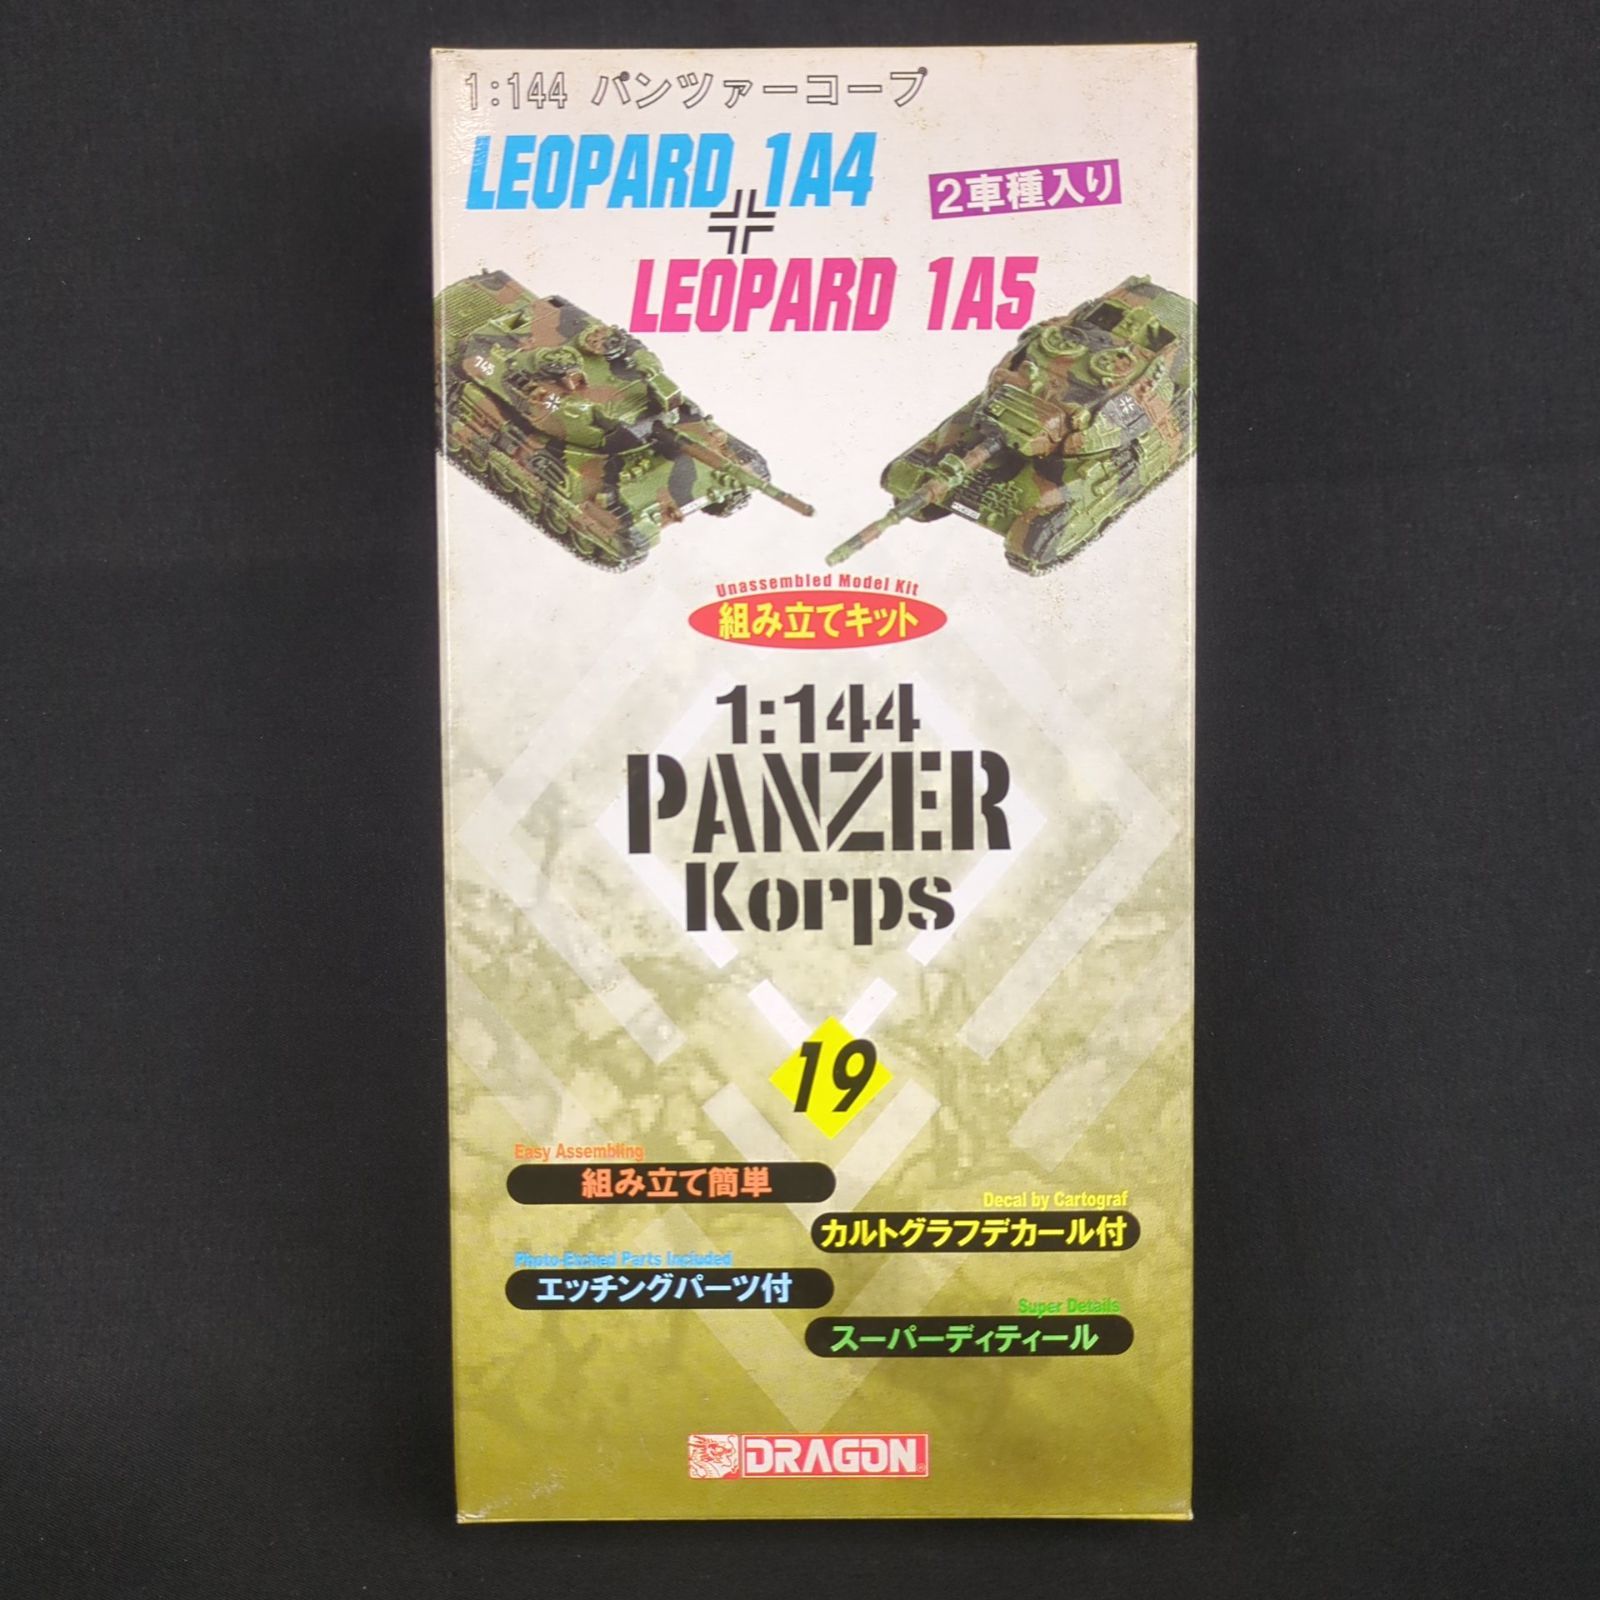 1:144 パンツァーコープ
LEOPARD 1A4
2車種入り
LEOPARD 1A5
745
Unassembled Model Kit
組み立てキット
1:144
PANZER
Korps
19
Easy Assembling
組み立て簡単
Decal by Cartograf
カルトグラフデカール付
Photo-Etched Parts Included
エッチングパーツ付
Super Details
スーパーディティール
DRAGON